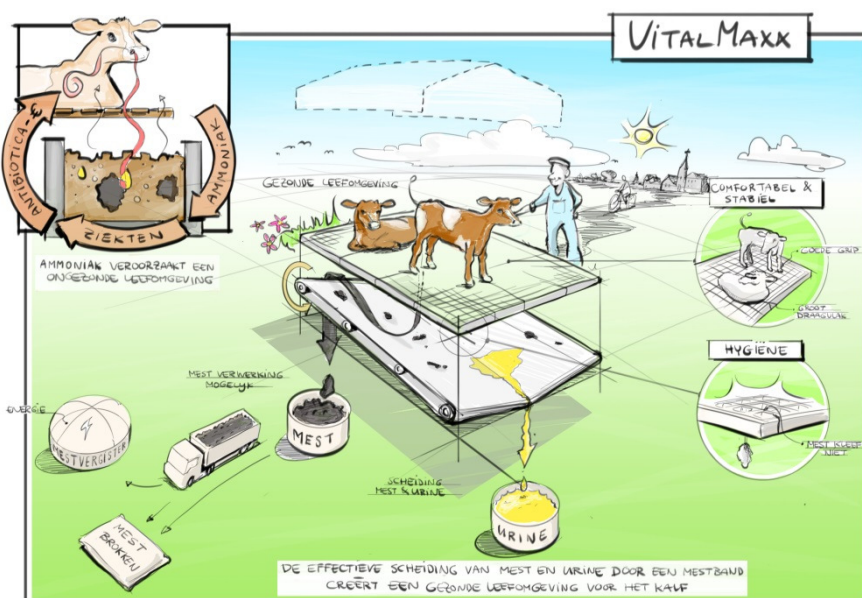 VITALMAXX
ANTIBIOTICA-€
AMMONIAK
ZIEKTEN
AMMONIAK VEROORZAAKT EEN
ONGEZONDE LEEFOMGEVING
GEZONDE LEEFOMGEVING
COMFORTABEL &
STABIEL
GOEDE GRIP
GROOT
DRAAGVLAK
HYGIËNE
MEST KLEEFT
NIET
MEST VERWERKING
MOGELIJK
ENERGIE
MESTVERGISTER
MEST
MEST
BROKKEN
SCHEIDING
MEST & URINE
URINE
DE EFFECTIEVE SCHEIDING VAN MEST EN URINE DOOR EEN MESTBAND
CREËRT EEN GEZONDE LEEFOMGEVING VOOR HET KALF